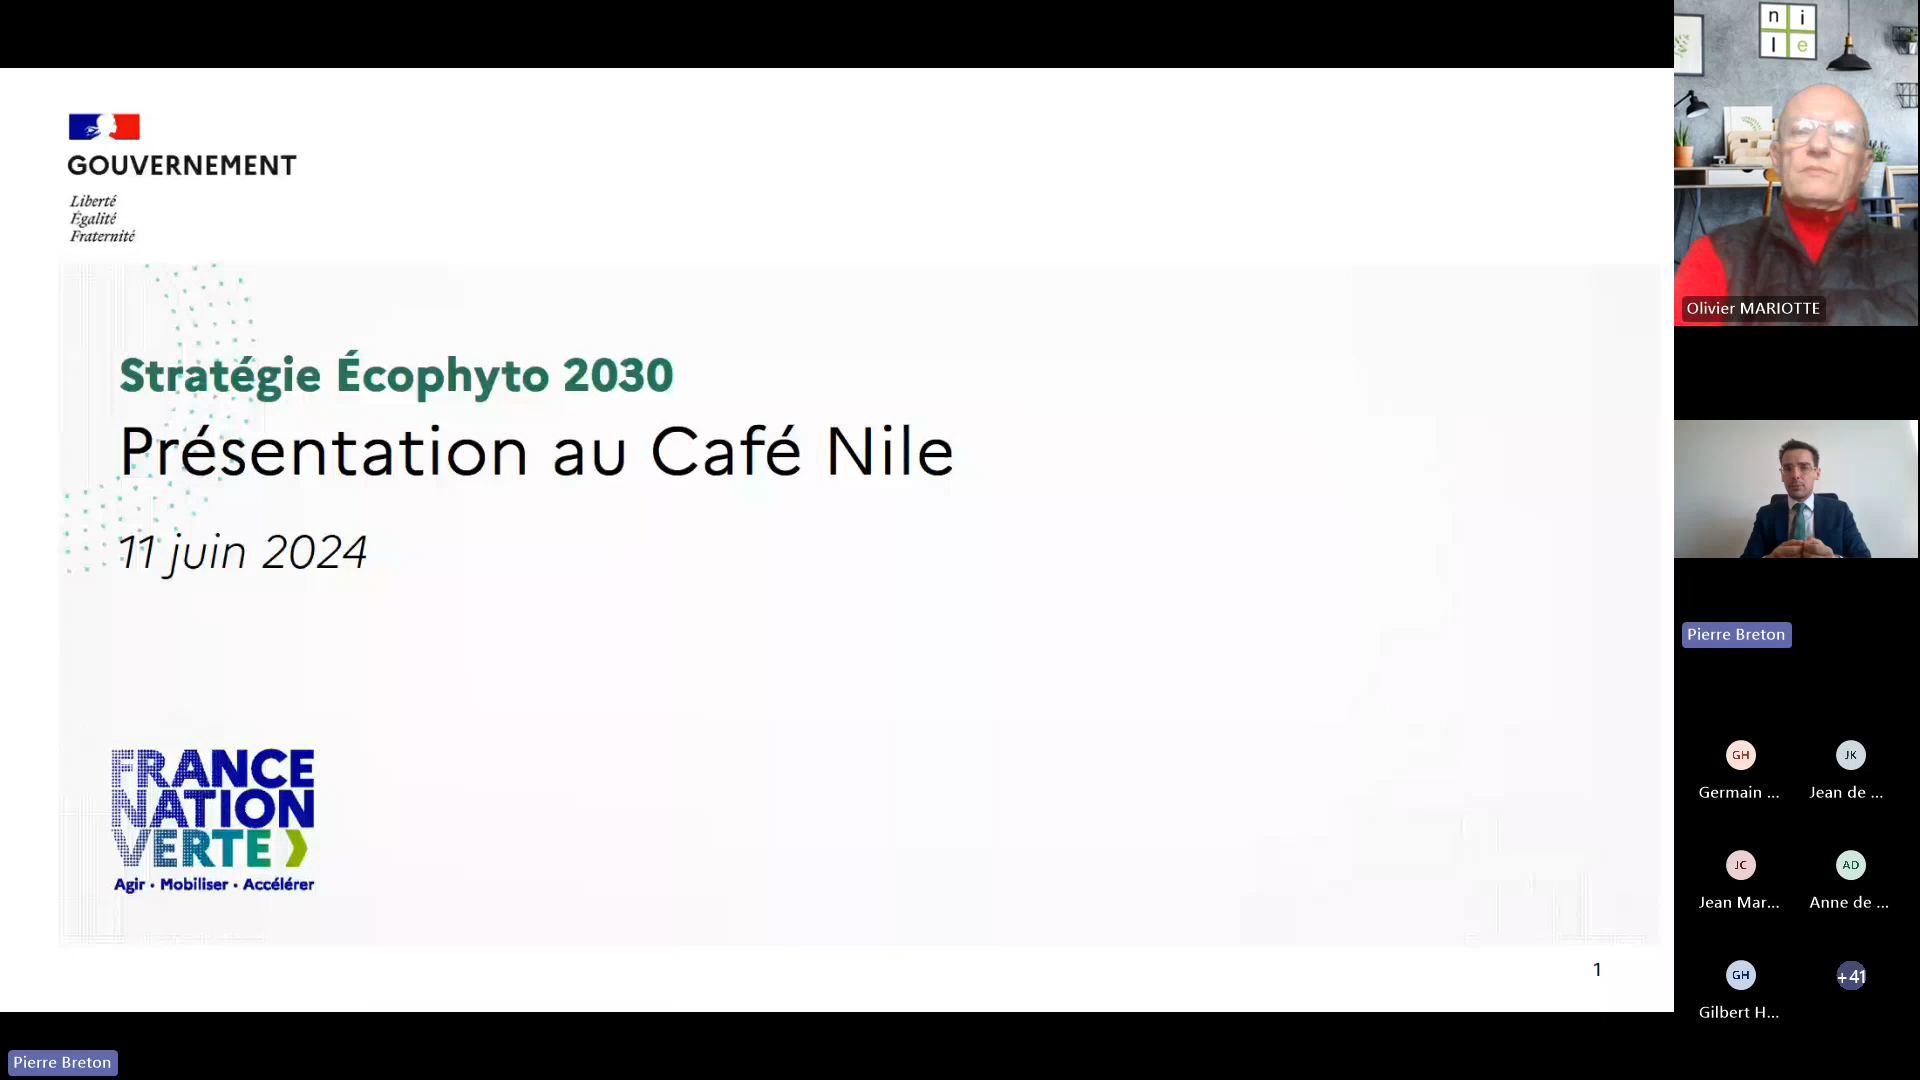 GOUVERNEMENT
Liberté
Égalité
Fraternité
Stratégie Écophyto 2030
Présentation au Café Nile
11 juin 2024
FRANCE
NATION
VERTE
Agir • Mobiliser • Accélérer
1
Pierre Breton
n i
l e
Olivier MARIOTTE
Pierre Breton
GH JK
Germain ... Jean de ...
JC AD
Jean Mar... Anne de ...
GH +41
Gilbert H...